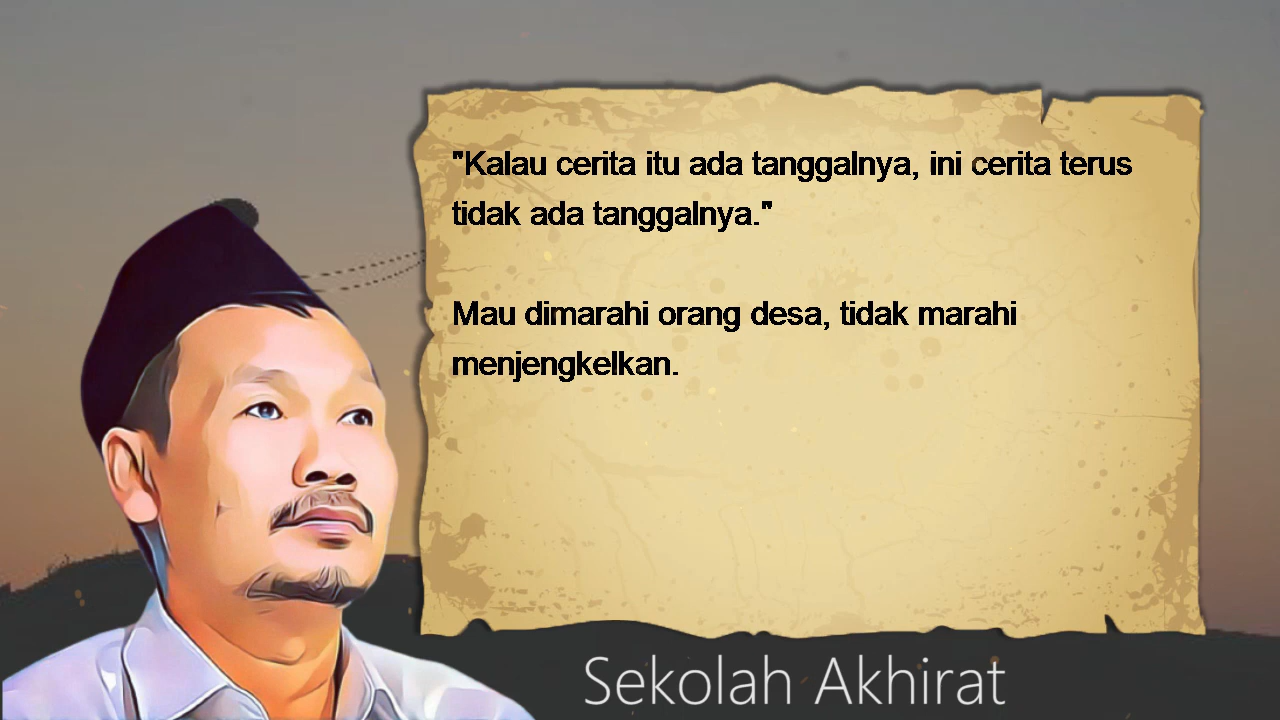 "Kalau cerita itu ada tanggalnya, ini cerita terus
tidak ada tanggalnya."
Mau dimarahi orang desa, tidak marahi
menjengkelkan.
Sekolah Akhirat